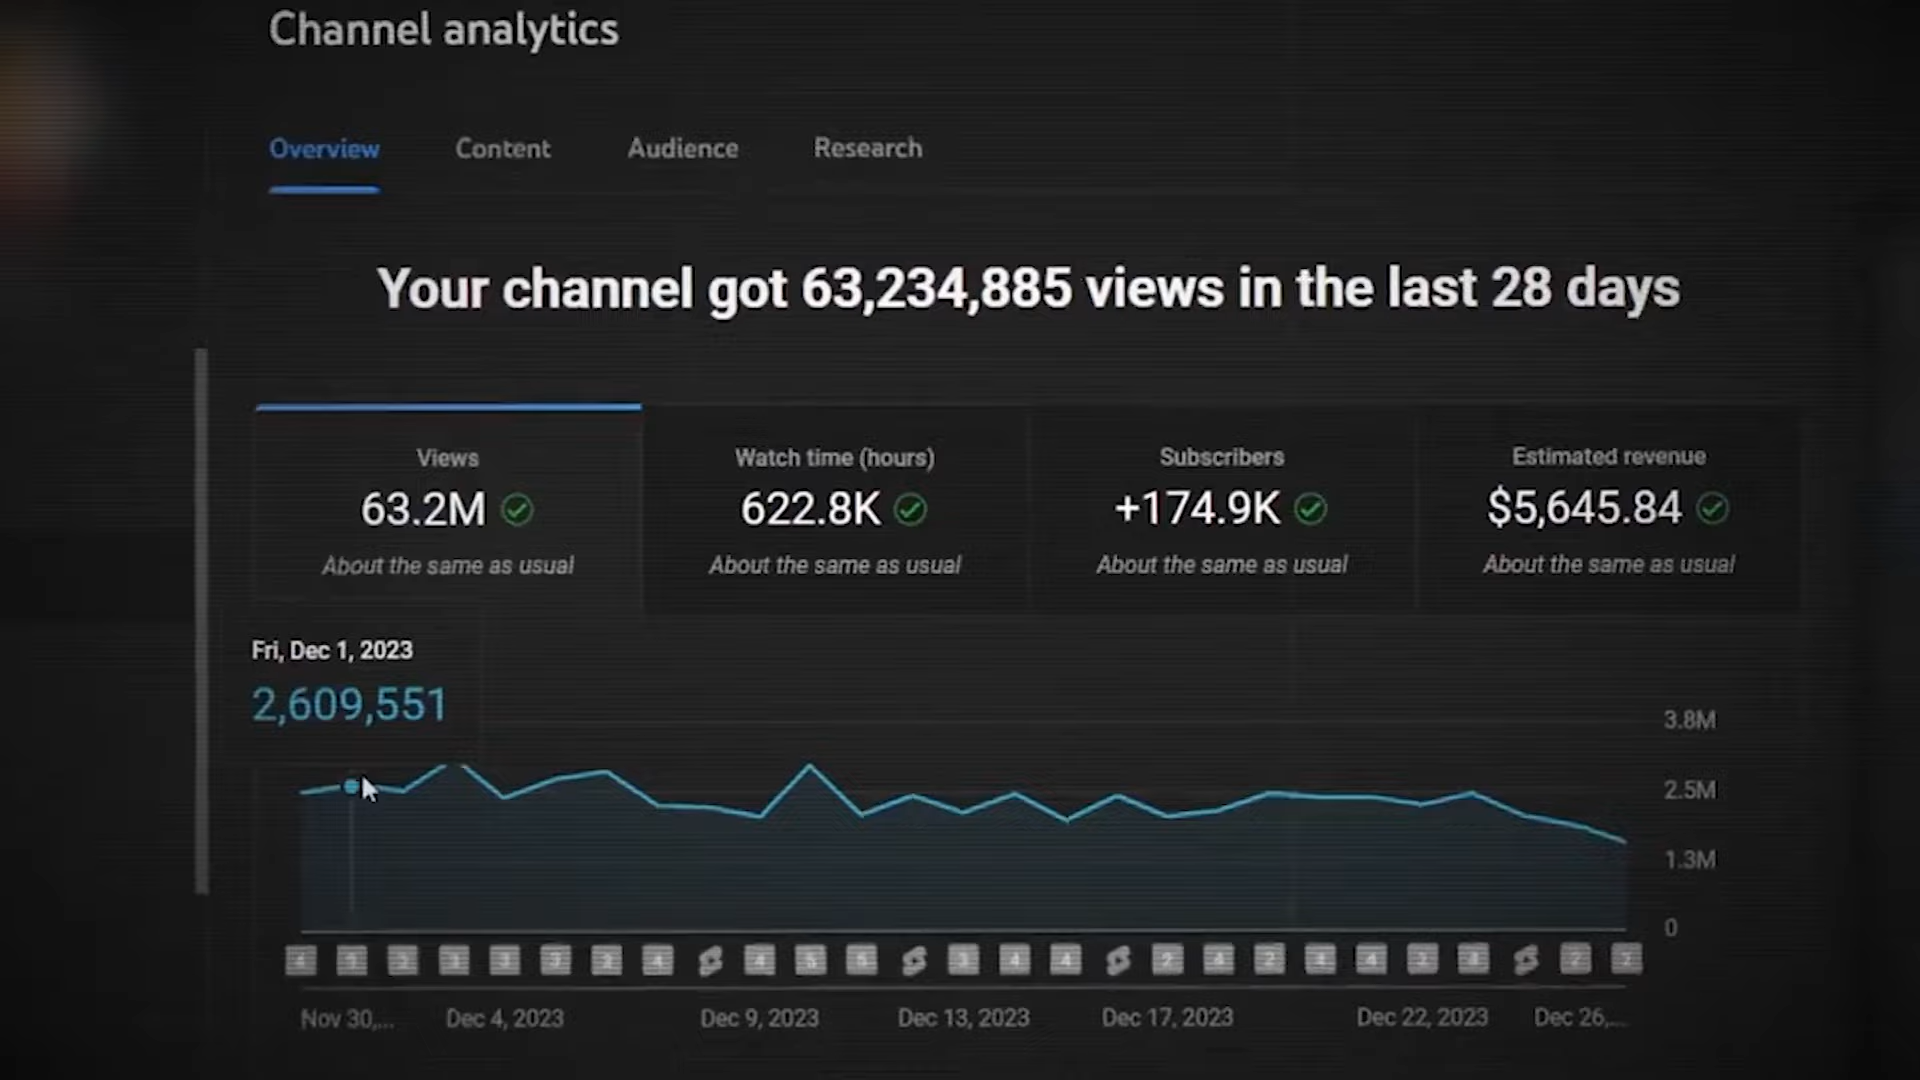 Channel analytics
Overview Content Audience Research
Your channel got 63,234,885 views in the last 28 days
Views Watch time (hours) Subscribers Estimated revenue
63.2M 622.8K +174.9K $5,645.84
About the same as usual About the same as usual About the same as usual About the same as usual
Fri, Dec 1, 2023
2,609,551
3.8M
2.5M
1.3M
0
Nov 30,... Dec 4, 2023 Dec 9, 2023 Dec 13, 2023 Dec 17, 2023 Dec 22, 2023 Dec 26,...